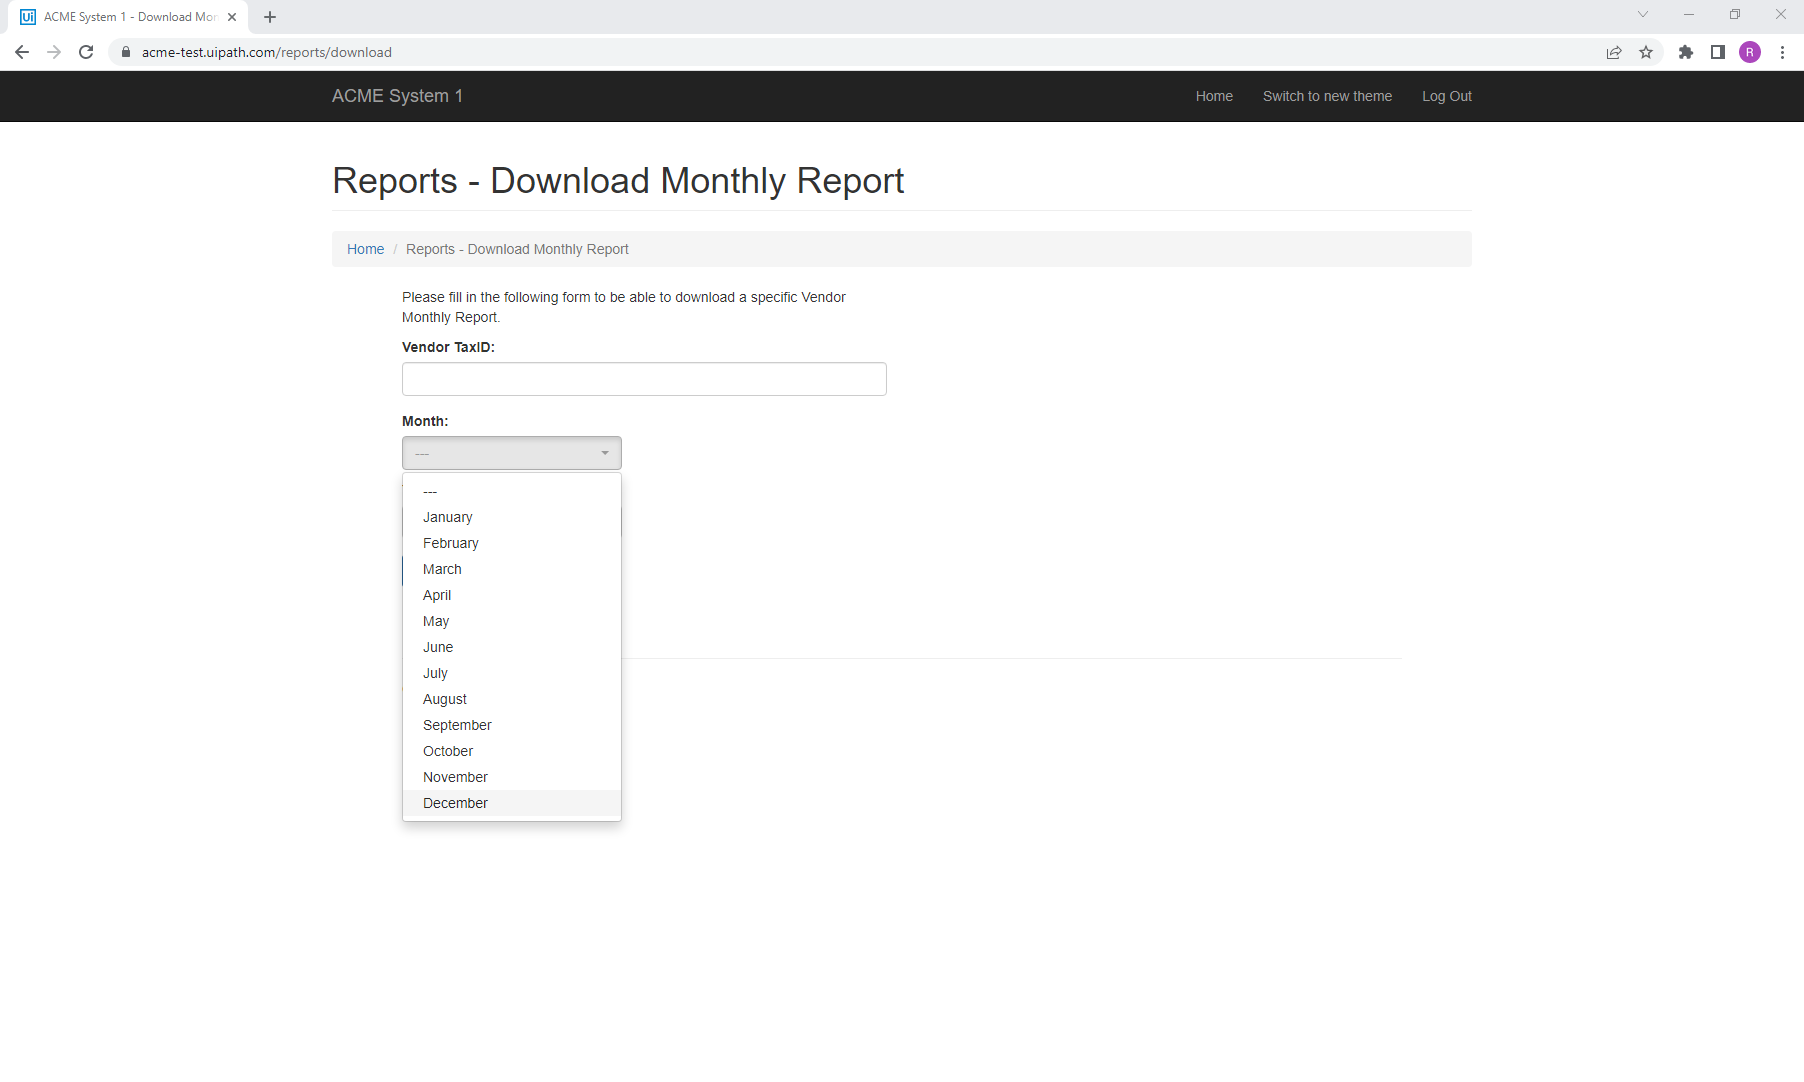 ACME System 1 - Download Mon
acme-test.uipath.com/reports/download
R
ACME System 1
Home
Switch to new theme
Log Out
Reports - Download Monthly Report
Home / Reports - Download Monthly Report
Please fill in the following form to be able to download a specific Vendor
Monthly Report.
Vendor TaxID:
Month:
---
---
January
February
March
April
May
June
July
August
September
October
November
December